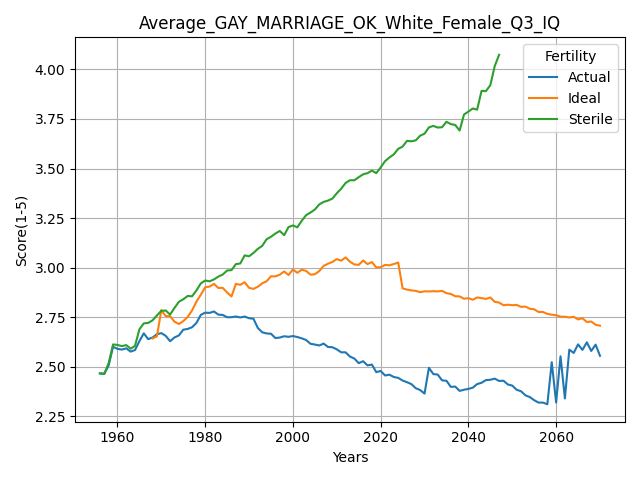 Average_GAY_MARRIAGE_OK_White_Female_Q3_IQ
Fertility
Actual
Ideal
Sterile
Score(1-5)
4.00
3.75
3.50
3.25
3.00
2.75
2.50
2.25
1960
1980
2000
2020
2040
2060
Years